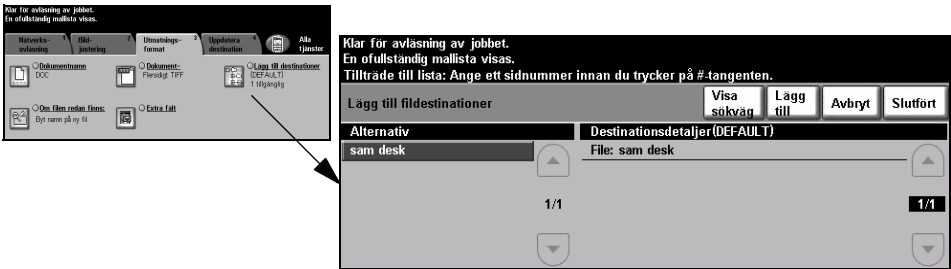 Klar för avläsning av jobbet.
En ofullständig mallista visas.
Nätverks-
avläsning
1
Bild-
justering
2
Utmatnings-
format
3
Uppdatera
destination
4
Alla
tjänster
Dokumentnamn
DOC
Dokument-
Flersidigt TIFF
Lägg till destinationer
(DEFAULT)
1 tillgänglig
Om filen redan finns:
Byt namn på ny fil
Extra fält
Klar för avläsning av jobbet.
En ofullständig mallista visas.
Tillträde till lista: Ange ett sidnummer innan du trycker på #-tangenten.
Lägg till fildestinationer
Visa
sökväg
Lägg
till
Avbryt
Slutfört
Alternativ
Destinationsdetaljer(DEFAULT)
sam desk
File: sam desk
1/1
1/1